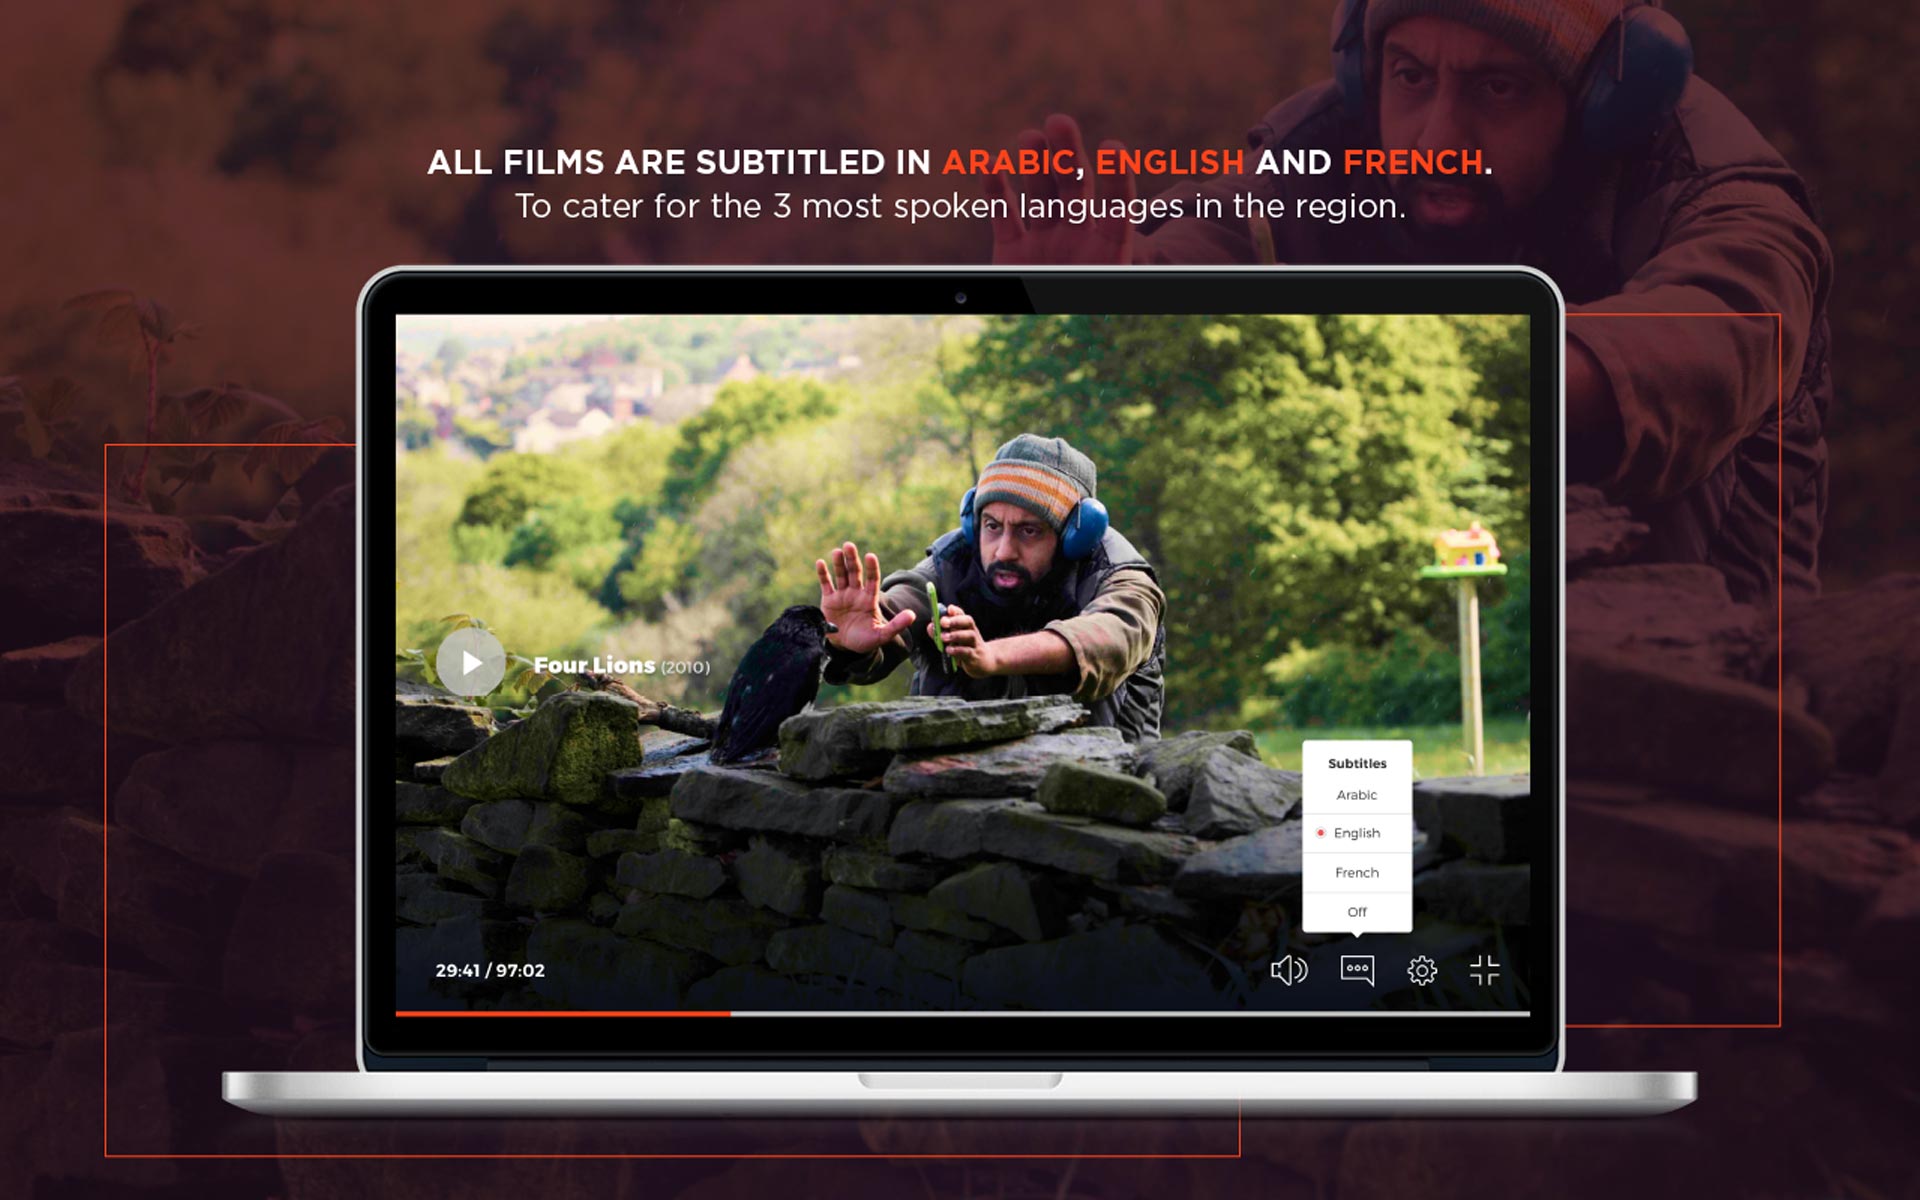 ALL FILMS ARE SUBTITLED IN ARABIC, ENGLISH AND FRENCH.
To cater for the 3 most spoken languages in the region.
Four Lions (2010)
Subtitles
Arabic
English
French
Off
29:41 / 97:02